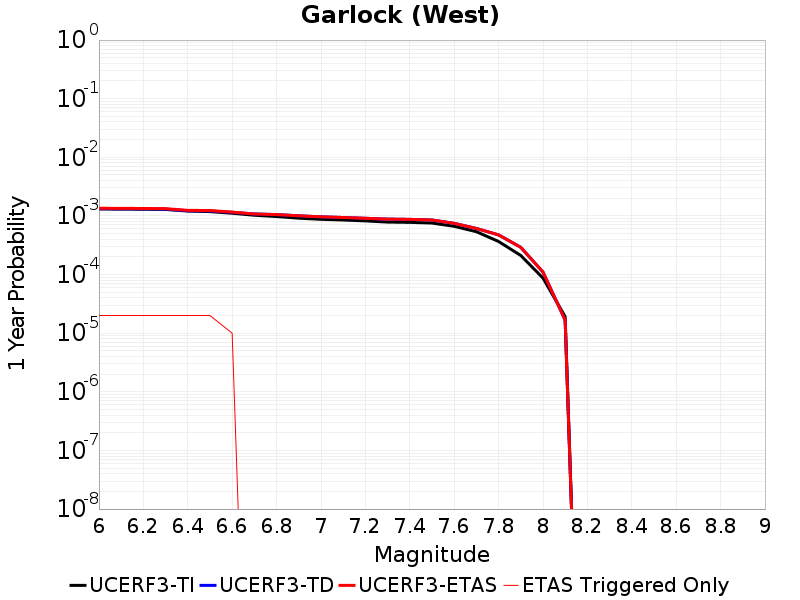 Garlock (West)
1 Year Probability
10^0
10^-1
10^-2
10^-3
10^-4
10^-5
10^-6
10^-7
10^-8
6 6.2 6.4 6.6 6.8 7 7.2 7.4 7.6 7.8 8 8.2 8.4 8.6 8.8 9
Magnitude
UCERF3-TI UCERF3-TD UCERF3-ETAS ETAS Triggered Only